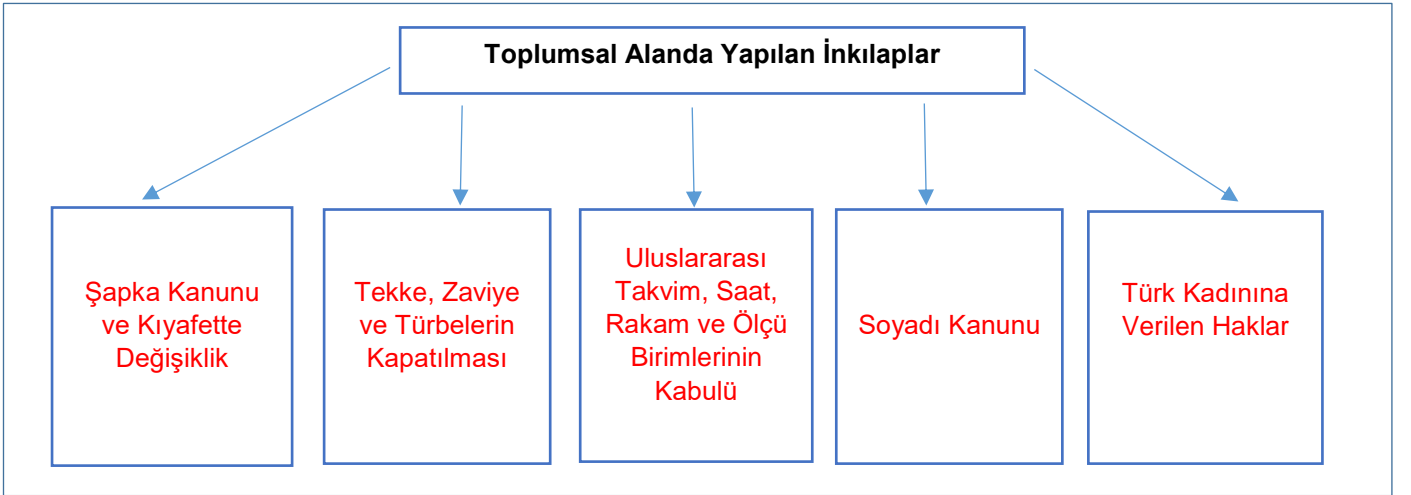 Toplumsal Alanda Yapılan İnkılaplar
Şapka Kanunu
ve Kıyafette
Değişiklik
Tekke, Zaviye
ve Türbelerin
Kapatılması
Uluslararası
Takvim, Saat,
Rakam ve Ölçü
Birimlerinin
Kabulü
Soyadı Kanunu
Türk Kadınına
Verilen Haklar